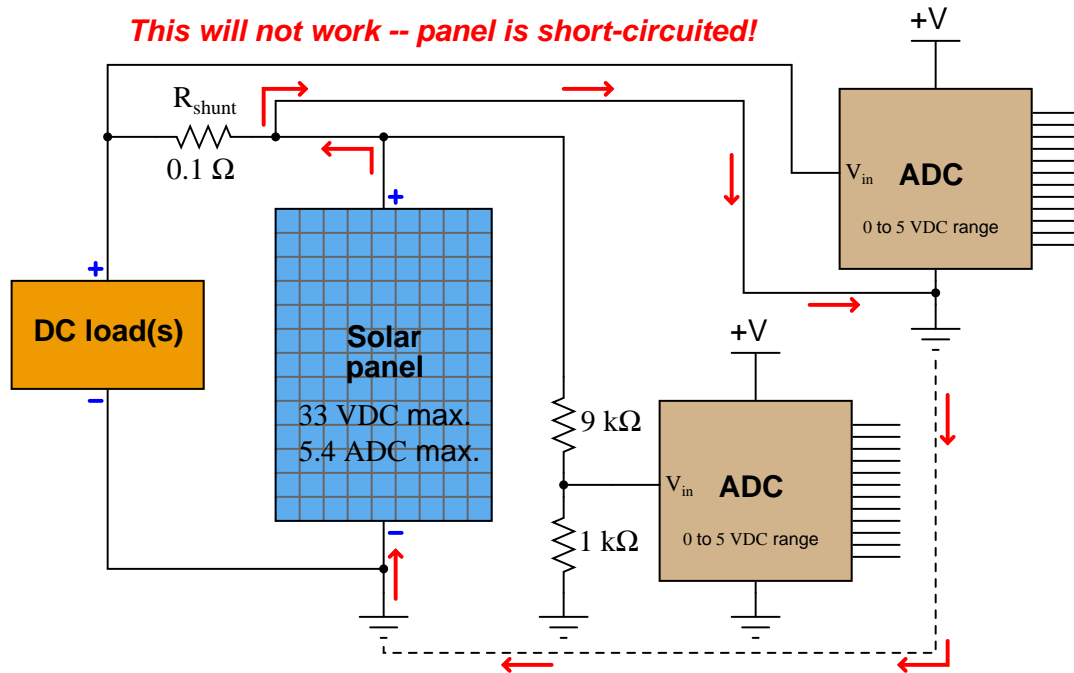 This will not work -- panel is short-circuited!
+V
Rshunt
0.1 Ω
Vin
ADC
0 to 5 VDC range
+
+
DC load(s)
−
Solar
panel
33 VDC max.
5.4 ADC max.
−
+V
9 kΩ
Vin
ADC
0 to 5 VDC range
1 kΩ